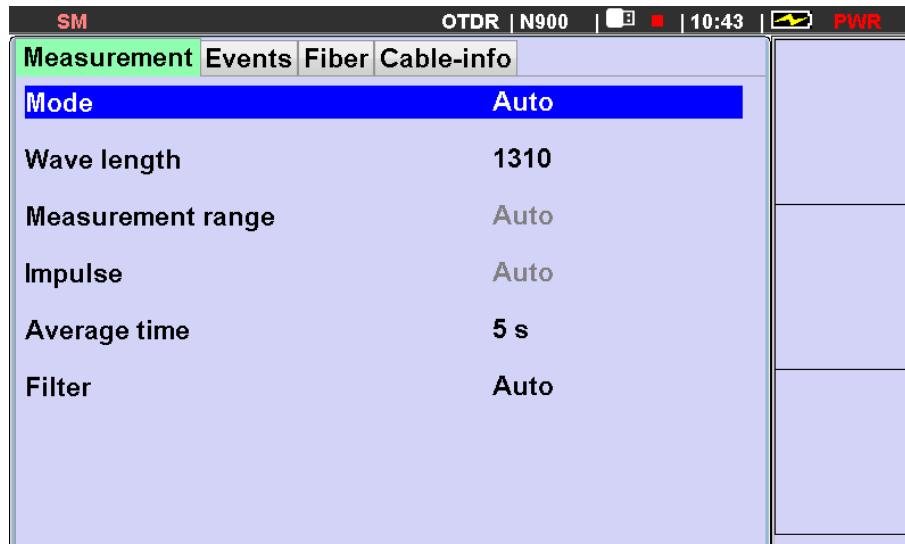 SM OTDR | N900 | | 10:43 | PWR
Measurement Events Fiber Cable-info
Mode Auto
Wave length 1310
Measurement range Auto
Impulse Auto
Average time 5 s
Filter Auto